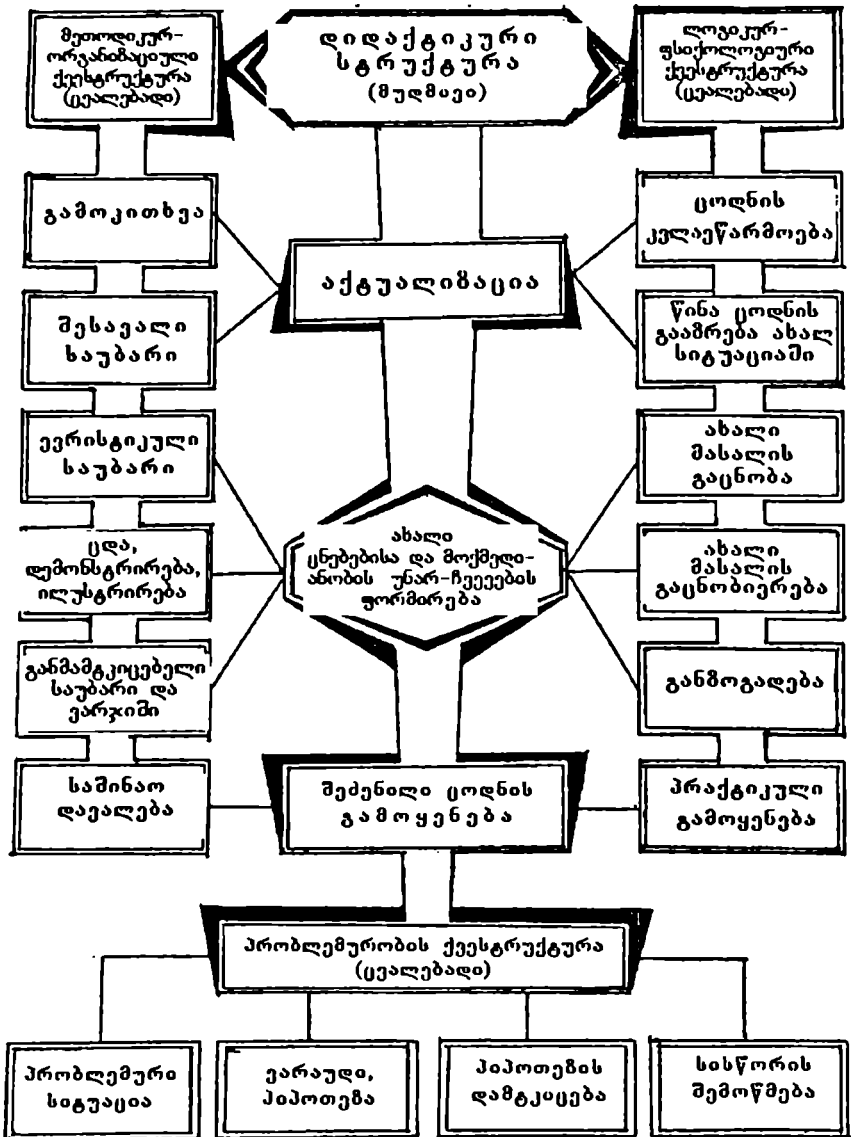 მეთოდიკურ-
ორგანიზაციული
ქვესტრუქტურა
(ცვალებადი)
დიდაქტიკური
სტრუქტურა
(მუდმივი)
ლოგიკურ-
ფსიქოლოგიური
ქვესტრუქტურა
(ცვალებადი)
გამოკითხვა
შესავალი
საუბარი
ევრისტიკული
საუბარი
ცდა,
დემონსტრირება,
ილუსტრირება
განმამტკიცებელი
საუბარი და
ვარჯიში
საშინაო
დავალება
აქტუალიზაცია
ახალი
ცნებებისა და მოქმედი-
ანობის უნარ-ჩვევების
ფორმირება
შეძენილი ცოდნის
გამოყენება
ცოდნის
კვლავწარმოება
წინა ცოდნის
გააზრება ახალ
სიტუაციაში
ახალი
მასალის
გაცნობა
ახალი
მასალის
გაცნობიერება
განზოგადება
პრაქტიკული
გამოყენება
პრობლემურობის ქვესტრუქტურა
(ცვალებადი)
პრობლემური
სიტუაცია
ვარაუდი,
ჰიპოთეზა
ჰიპოთეზის
დამტკიცება
სისწორის
შემოწმება